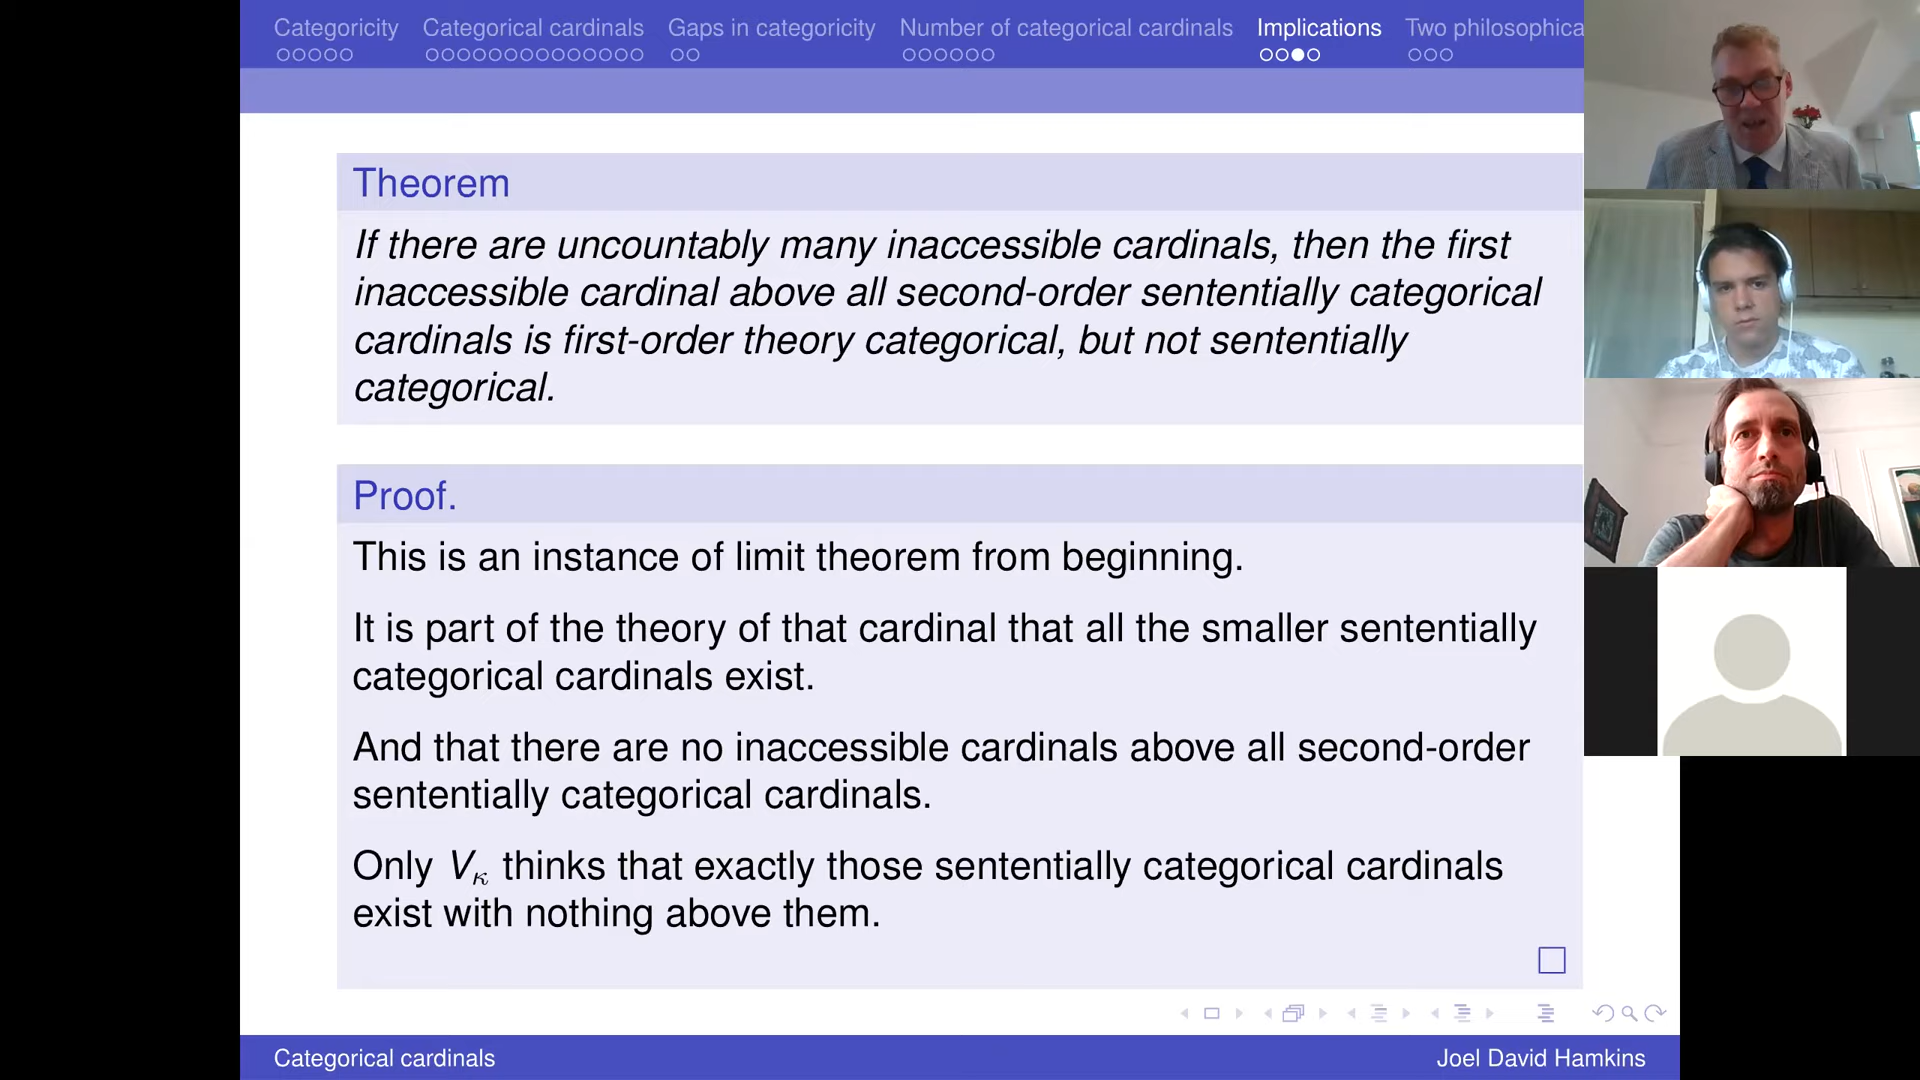 Categoricity Categorical cardinals Gaps in categoricity Number of categorical cardinals Implications Two philosophica
Theorem
If there are uncountably many inaccessible cardinals, then the first
inaccessible cardinal above all second-order sententially categorical
cardinals is first-order theory categorical, but not sententially
categorical.
Proof.
This is an instance of limit theorem from beginning.
It is part of the theory of that cardinal that all the smaller sententially
categorical cardinals exist.
And that there are no inaccessible cardinals above all second-order
sententially categorical cardinals.
Only Vκ thinks that exactly those sententially categorical cardinals
exist with nothing above them.
Categorical cardinals Joel David Hamkins